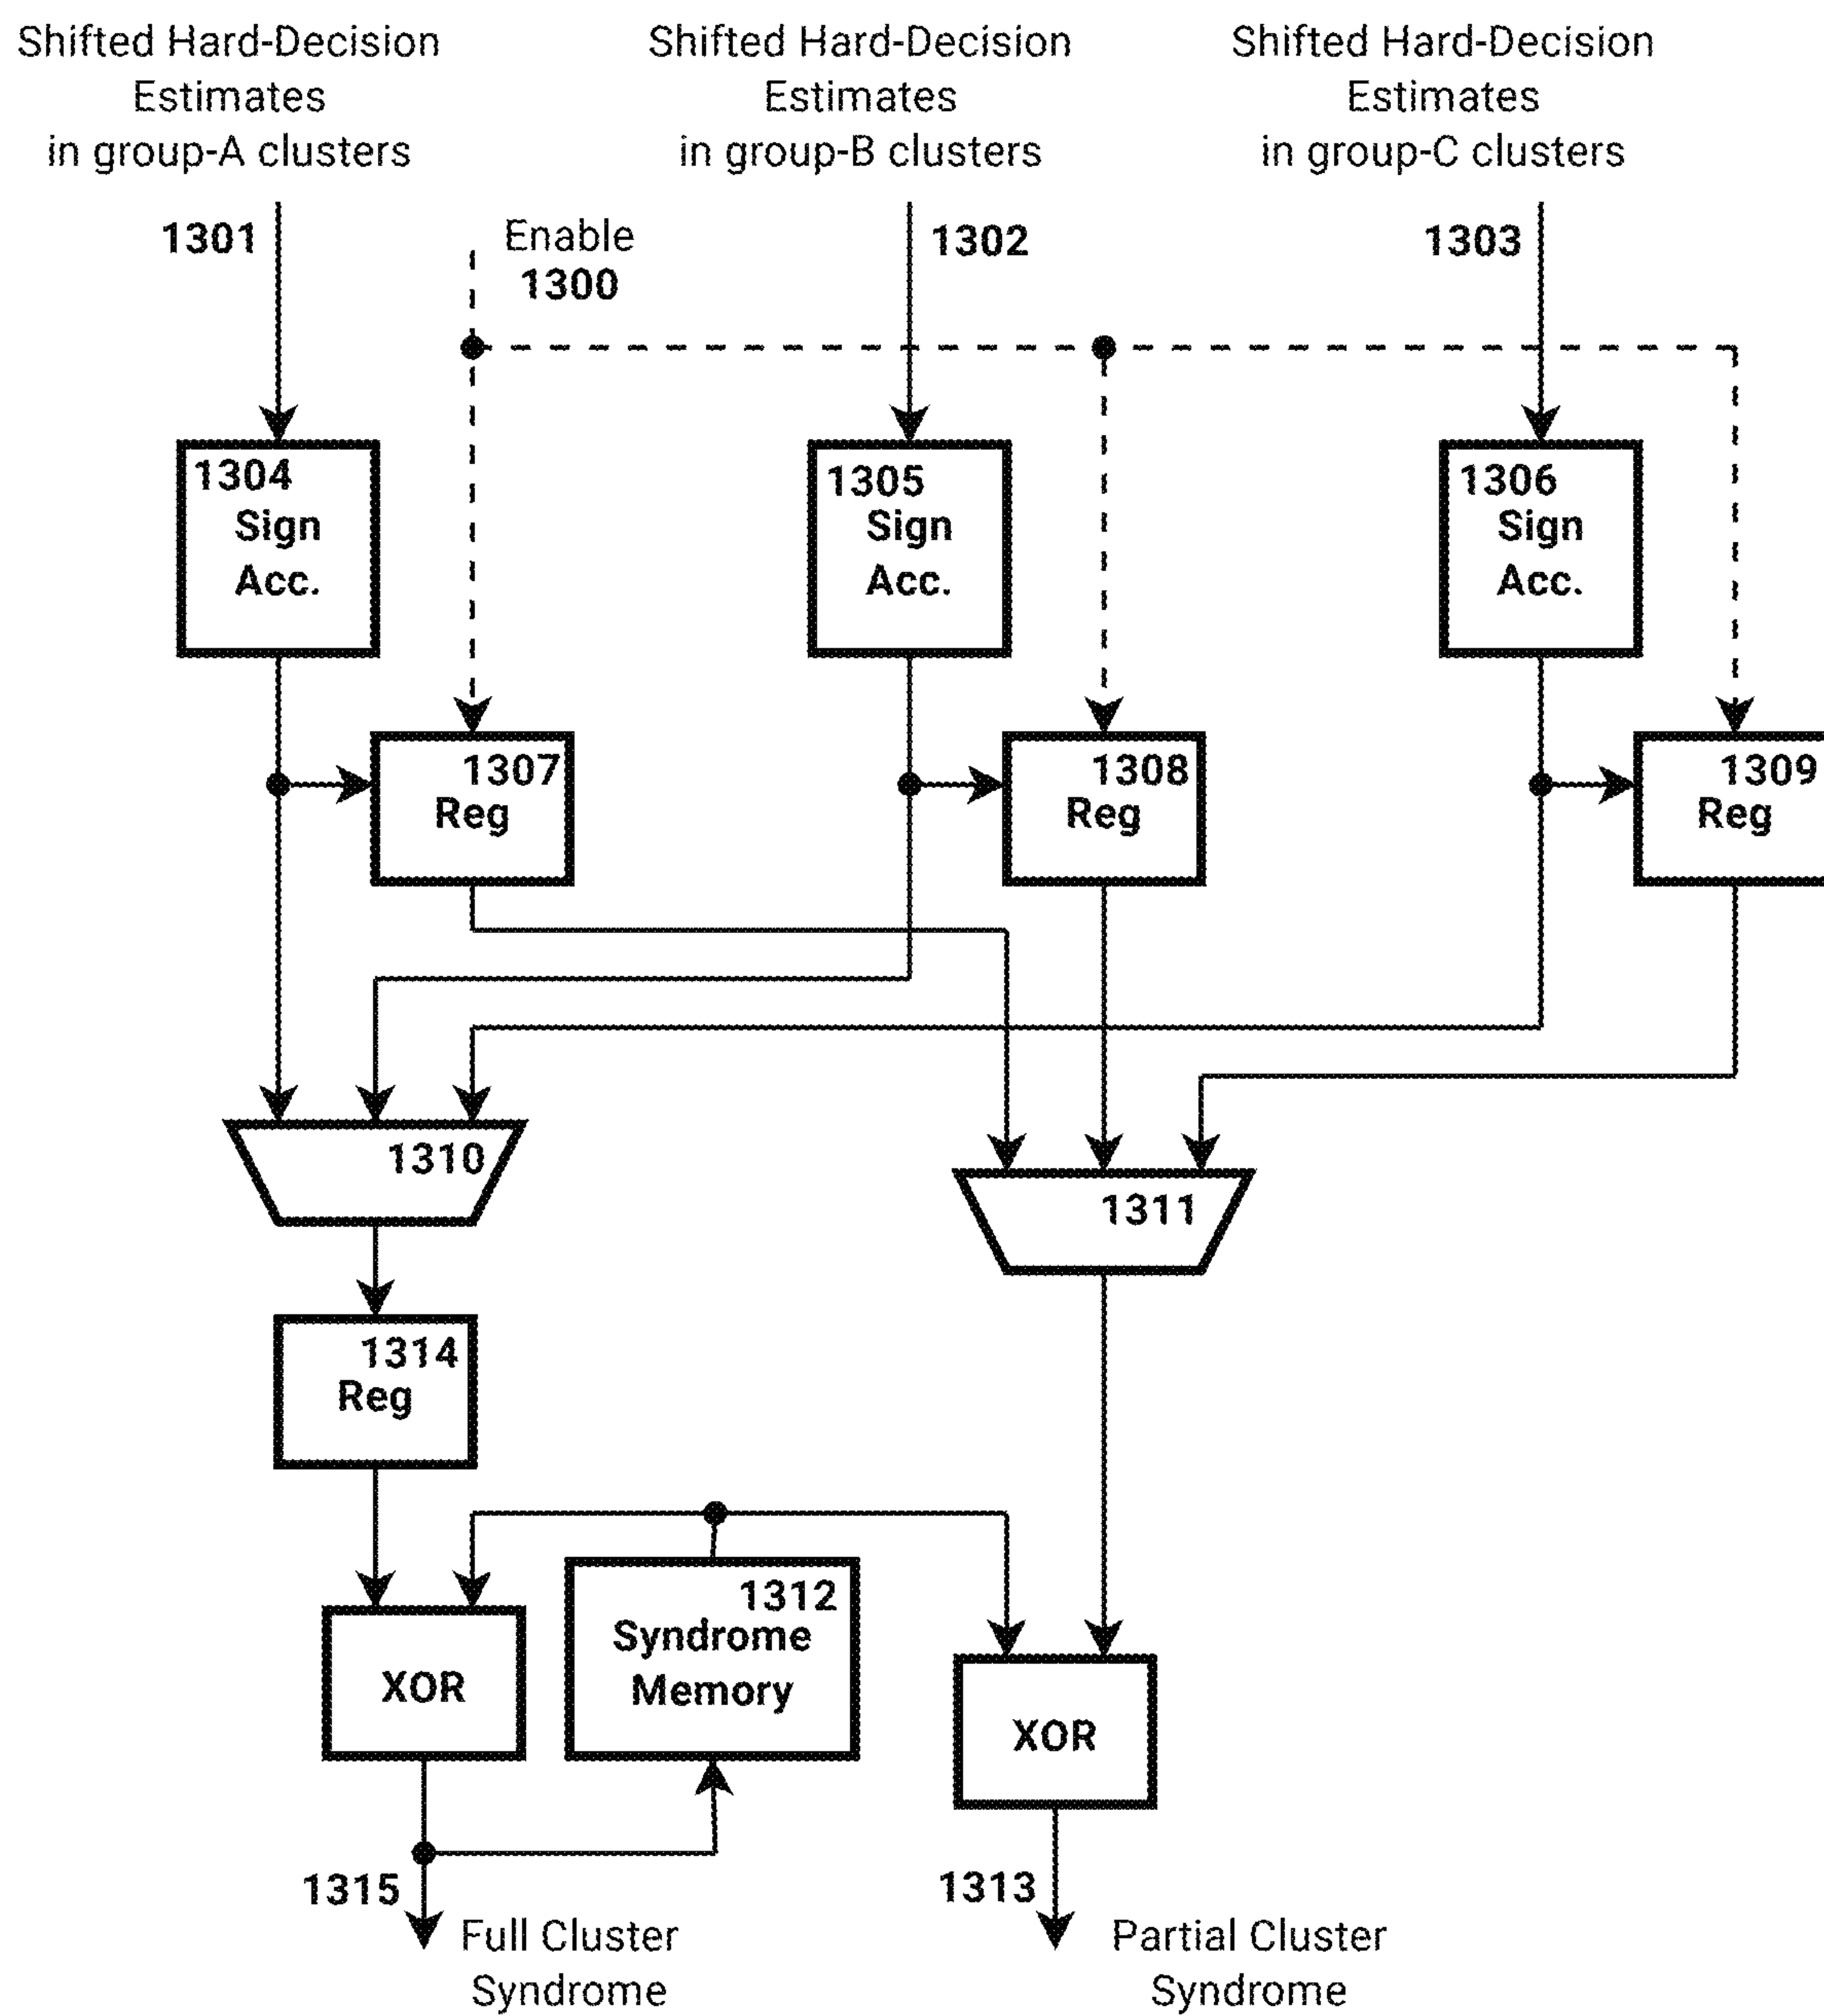 Shifted Hard-Decision
Estimates
in group-A clusters
Shifted Hard-Decision
Estimates
in group-B clusters
Shifted Hard-Decision
Estimates
in group-C clusters
1301
Enable
1300
1302
1303
1304
Sign
Acc.
1305
Sign
Acc.
1306
Sign
Acc.
1307
Reg
1308
Reg
1309
Reg
1310
1311
1314
Reg
1312
Syndrome
Memory
XOR
XOR
1315
Full Cluster
Syndrome
1313
Partial Cluster
Syndrome